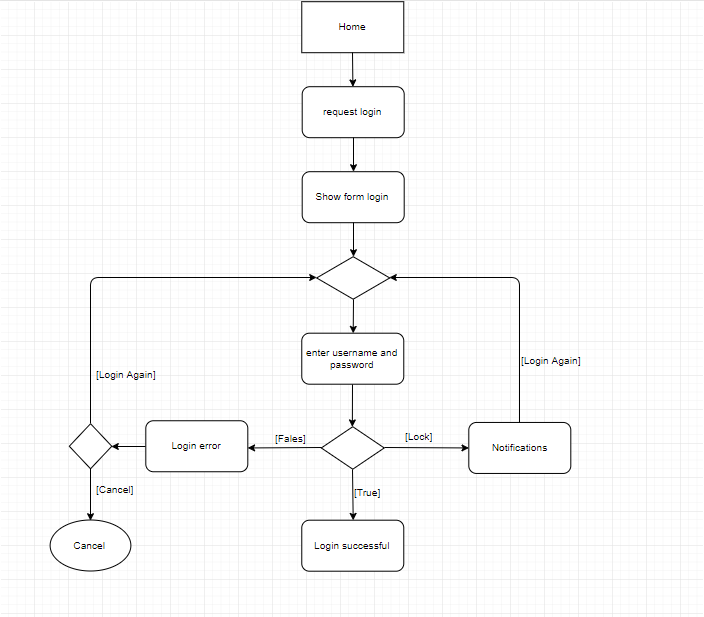 Home
request login
Show form login
enter username and
password
[Login Again]
[Login Again]
[Fales]
[Lock]
Login error
Notifications
[Cancel]
[True]
Cancel
Login successful